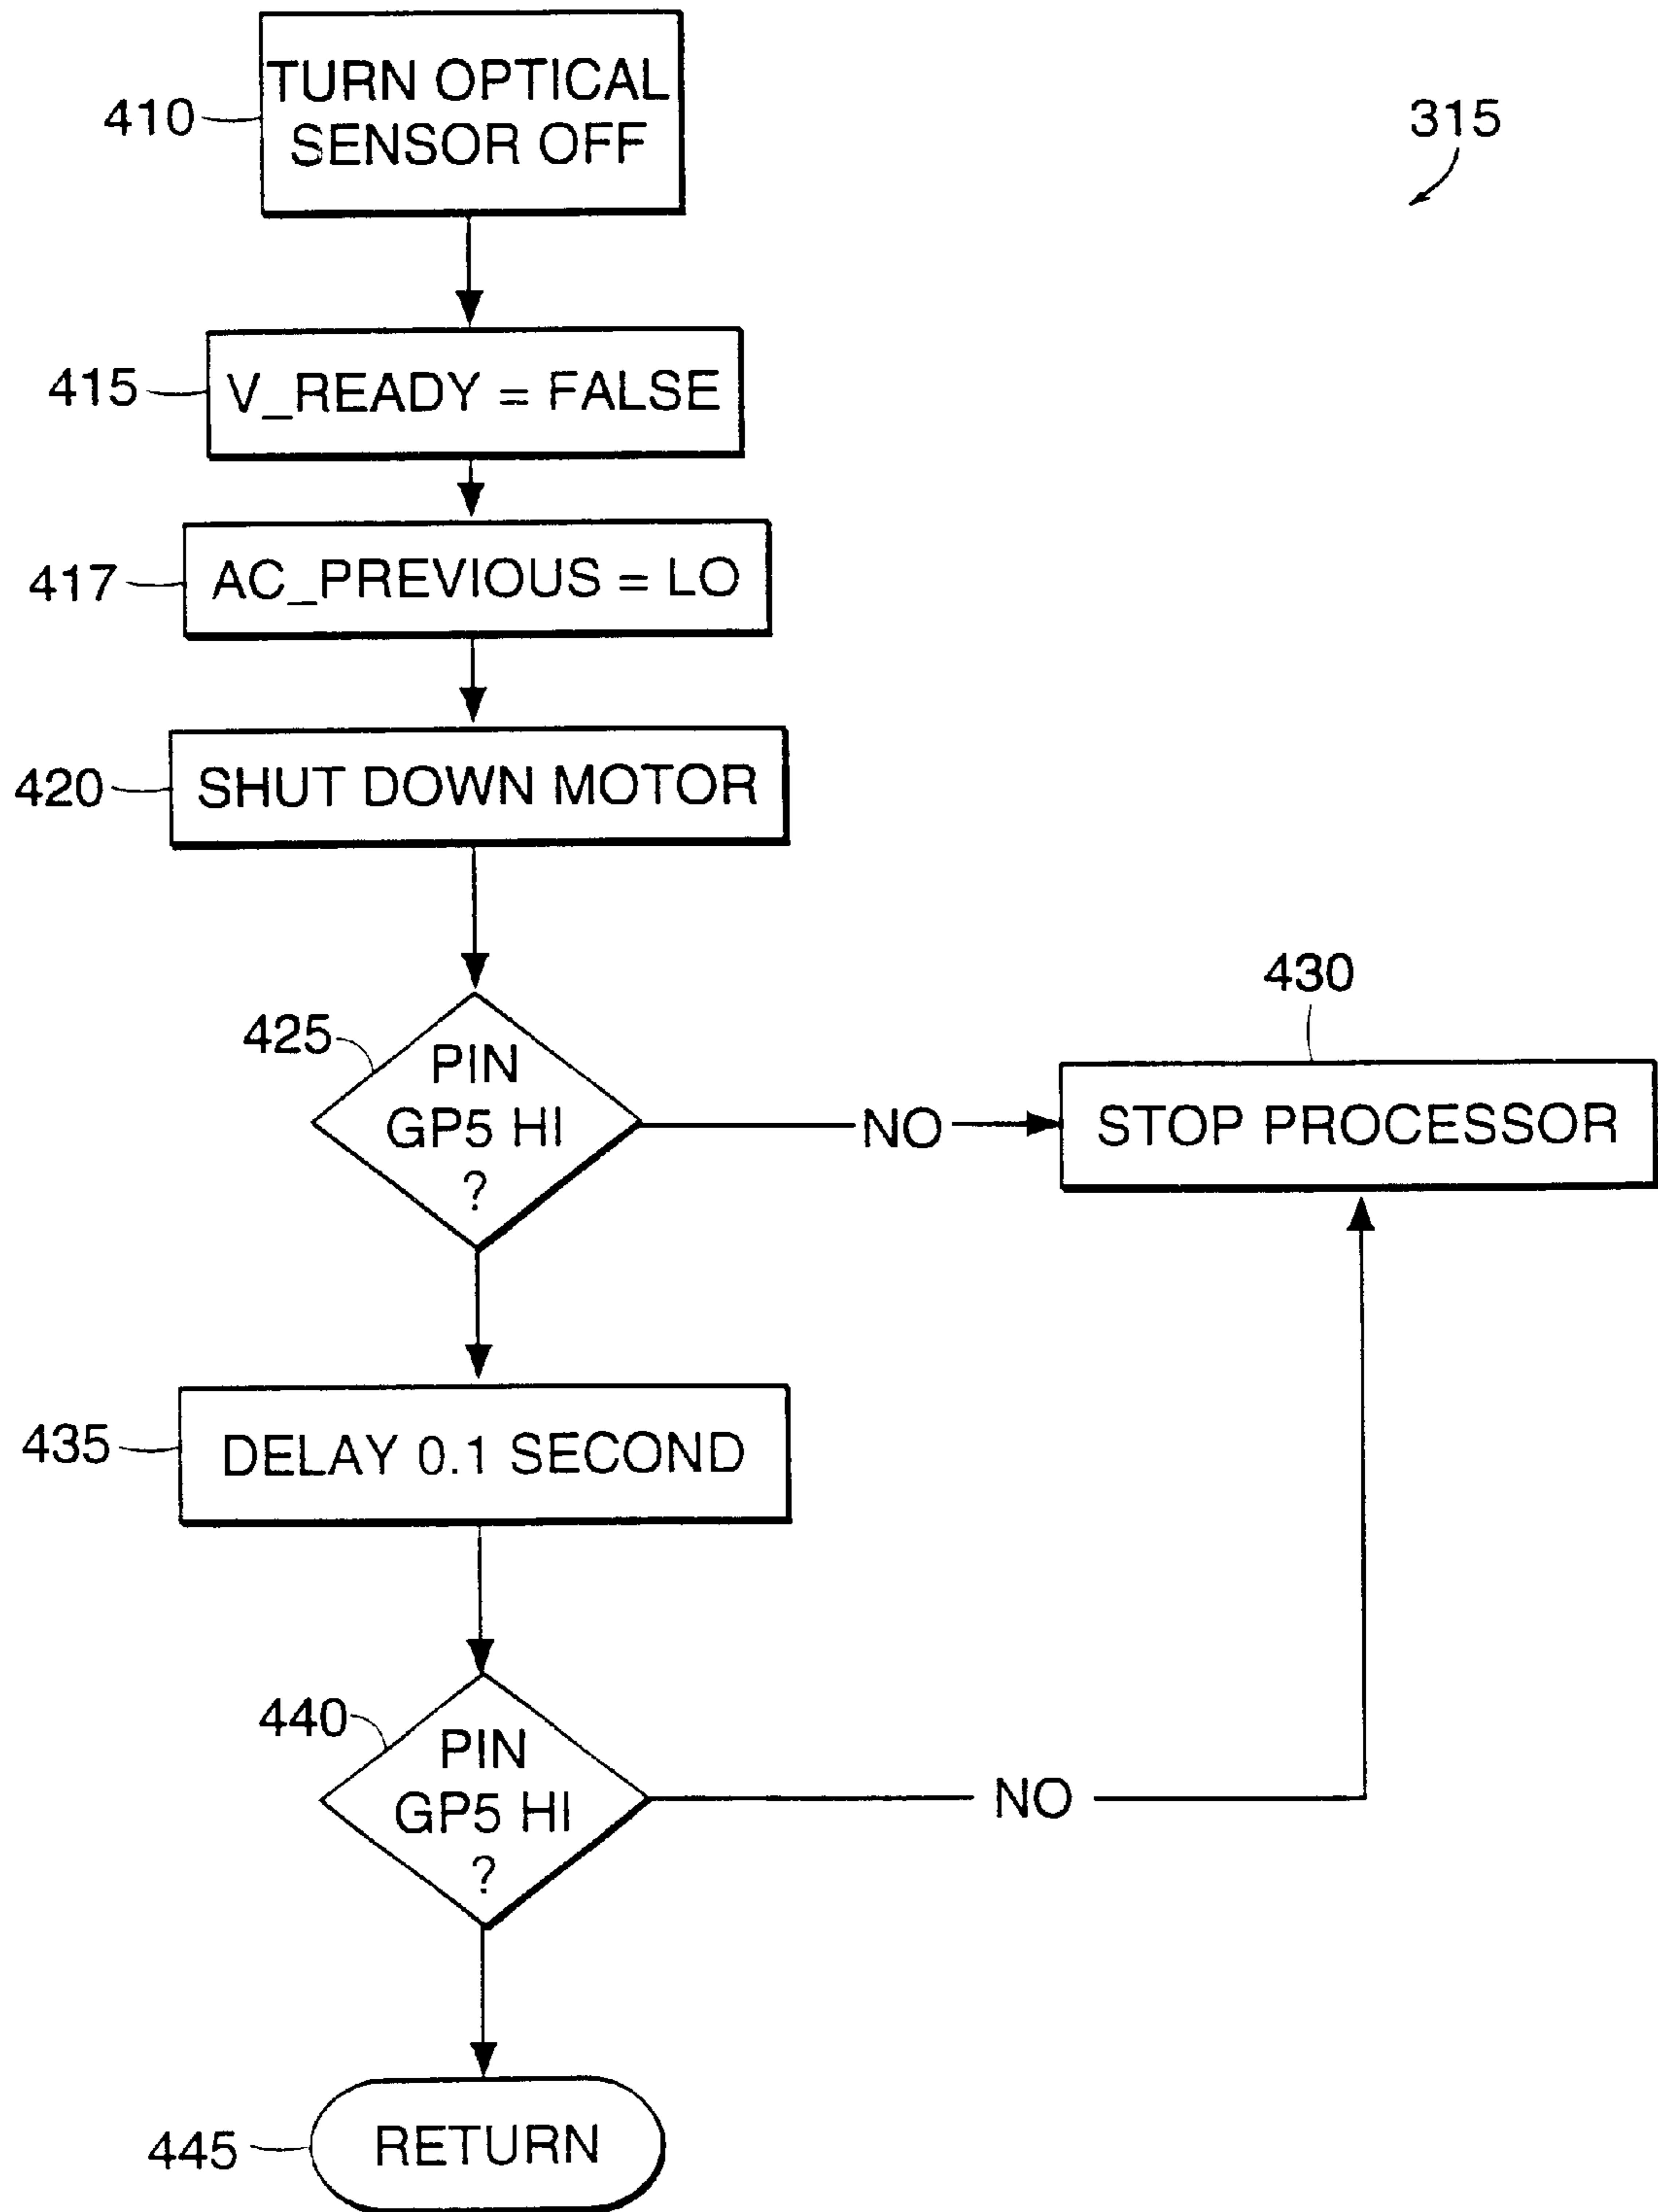 410
TURN OPTICAL
SENSOR OFF
315
415
V_READY = FALSE
417
AC_PREVIOUS = LO
420
SHUT DOWN MOTOR
425
PIN
GP5 HI
?
NO
430
STOP PROCESSOR
435
DELAY 0.1 SECOND
440
PIN
GP5 HI
?
NO
445
RETURN